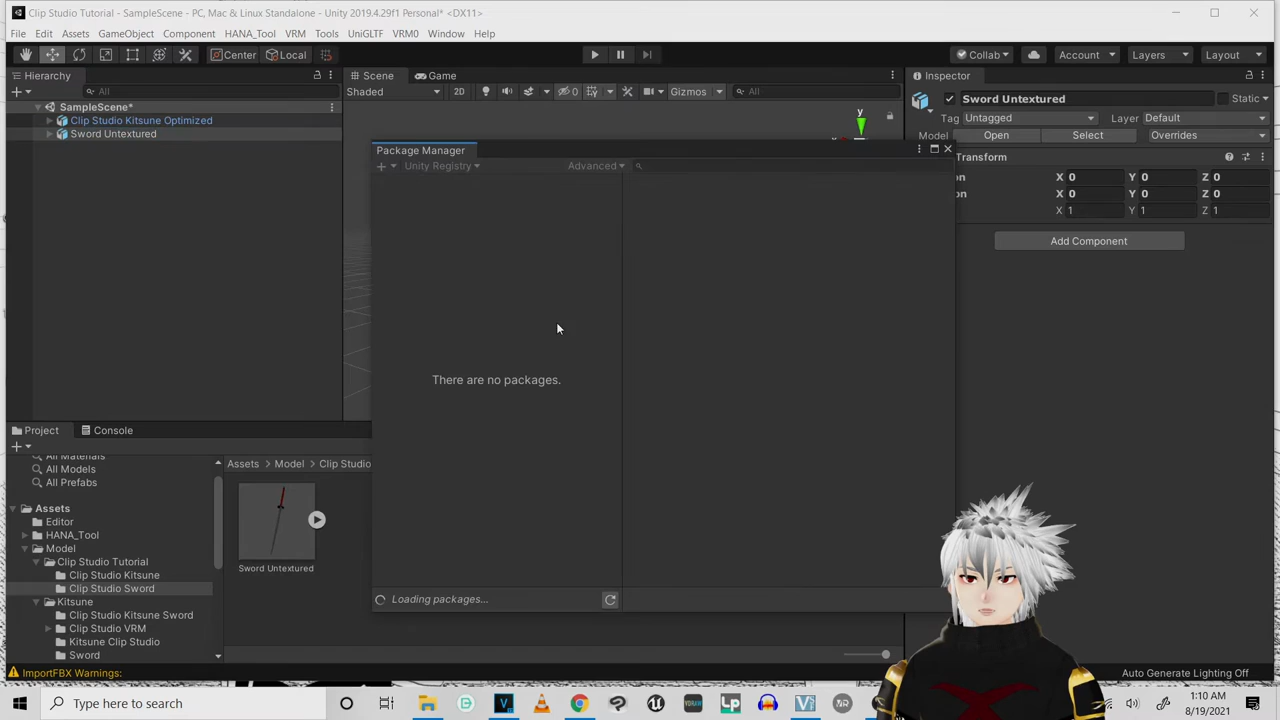 Clip Studio Tutorial - SampleScene - PC, Mac & Linux Standalone - Unity 2019.4.29f1 Personal* <DX11>
File Edit Assets GameObject Component HANA_Tool VRM Tools UniGLTF VRM0 Window Help
Center Local Collab Account Layers Layout
Hierarchy Scene Game Inspector
All Shaded 2D 0 Gizmos All Sword Untextured Static
SampleScene*
Clip Studio Kitsune Optimized
Sword Untextured
y
Tag Untagged Layer Default
Model Open Select Overrides
Package Manager
Unity Registry Advanced
Transform
on X 0 Y 0 Z 0
on X 0 Y 0 Z 0
X 1 Y 1 Z 1
Add Component
There are no packages.
Loading packages...
Project Console
All Materials
All Models
All Prefabs
Assets
Editor
HANA_Tool
Model
Clip Studio Tutorial
Clip Studio Kitsune
Clip Studio Sword
Kitsune
Clip Studio Kitsune Sword
Clip Studio VRM
Kitsune Clip Studio
Sword
Assets Model Clip Studio
Sword Untextured
ImportFBX Warnings:
Auto Generate Lighting Off
Type here to search
1:10 AM
8/19/2021